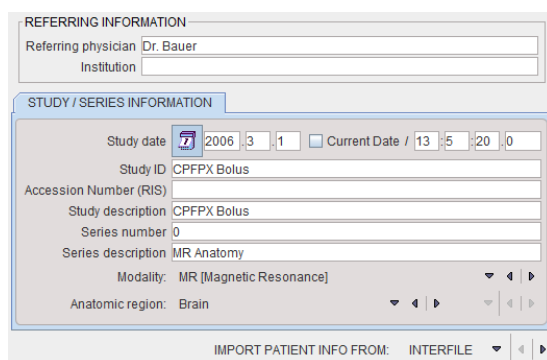 REFERRING INFORMATION
Referring physician Dr. Bauer
Institution
STUDY / SERIES INFORMATION
Study date 7 2006 .3 .1 Current Date / 13 :5 :20 .0
Study ID CPFPX Bolus
Accession Number (RIS)
Study description CPFPX Bolus
Series number 0
Series description MR Anatomy
Modality: MR [Magnetic Resonance]
Anatomic region: Brain
IMPORT PATIENT INFO FROM: INTERFILE